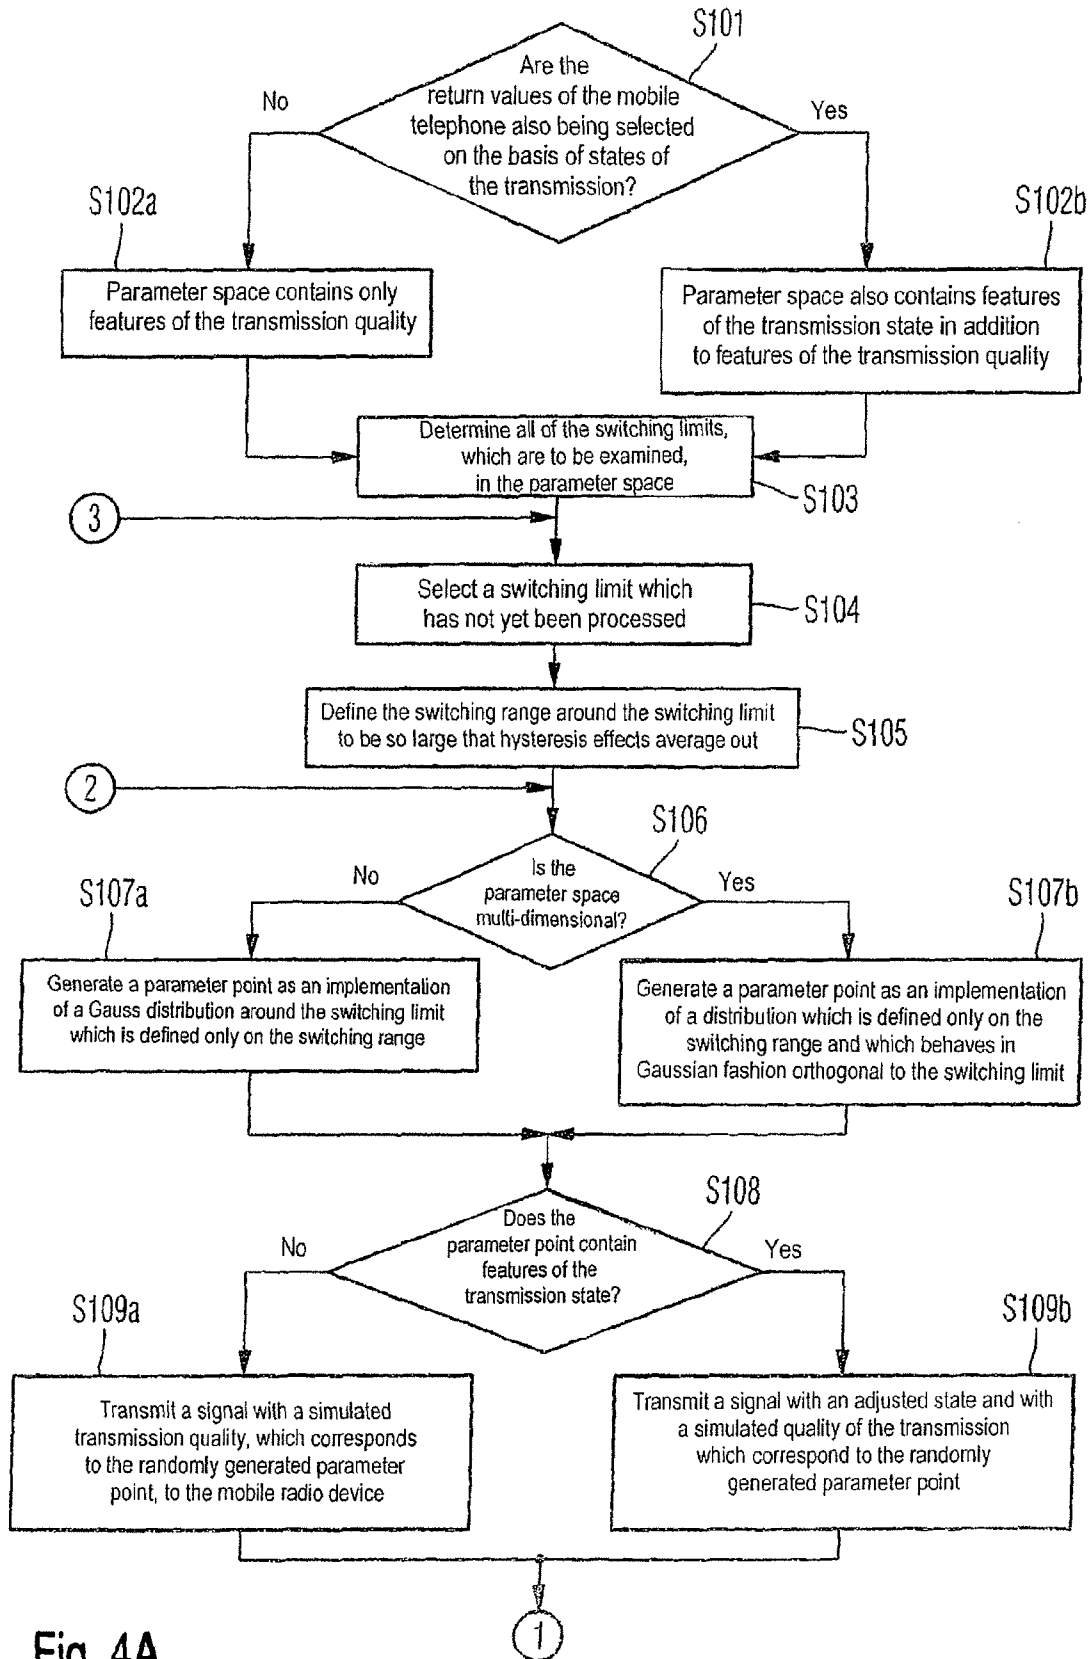 S101
Are the
return values of the mobile
telephone also being selected
on the basis of states of
the transmission?
No
Yes
S102a
S102b
Parameter space contains only
features of the transmission quality
Parameter space also contains features
of the transmission state in addition
to features of the transmission quality
Determine all of the switching limits,
which are to be examined,
in the parameter space
S103
3
Select a switching limit which
has not yet been processed
S104
Define the switching range around the switching limit
to be so large that hysteresis effects average out
S105
2
S106
Is the
parameter space
multi-dimensional?
No
Yes
S107a
S107b
Generate a parameter point as an implementation
of a Gauss distribution around the switching limit
which is defined only on the switching range
Generate a parameter point as an implementation
of a distribution which is defined only on the
switching range and which behaves in
Gaussian fashion orthogonal to the switching limit
S108
Does the
parameter point contain
features of the
transmission state?
No
Yes
S109a
S109b
Transmit a signal with a simulated
transmission quality, which corresponds
to the randomly generated parameter
point, to the mobile radio device
Transmit a signal with an adjusted state and with
a simulated quality of the transmission
which correspond to the randomly
generated parameter point
1
Fig. 4A